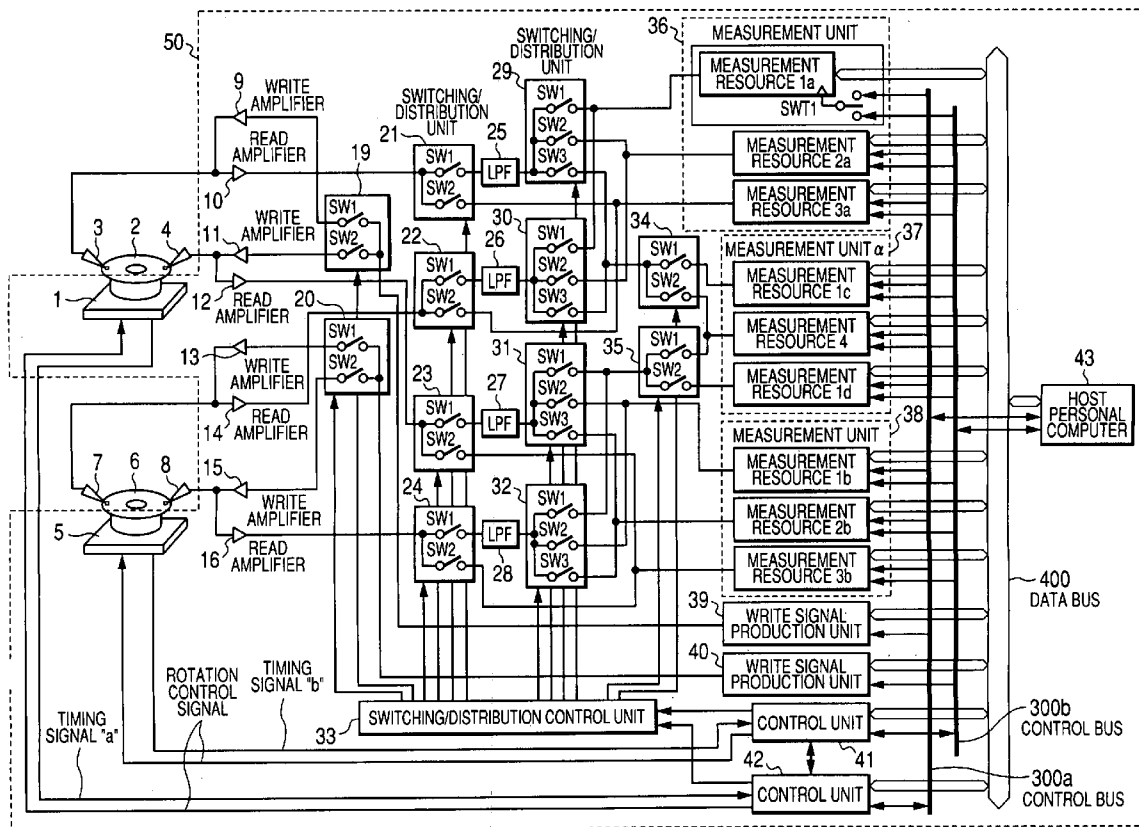 50
36
MEASUREMENT UNIT
MEASUREMENT
RESOURCE 1a
SWT1
SWITCHING/
DISTRIBUTION
UNIT
29
SW1
SW2
SW3
9
WRITE
AMPLIFIER
READ
AMPLIFIER
10
SWITCHING/
DISTRIBUTION
UNIT
21
SW1
SW2
25
LPF
19
SW1
SW2
MEASUREMENT
RESOURCE 2a
MEASUREMENT
RESOURCE 3a
3
2
4
11
WRITE
AMPLIFIER
12
READ
AMPLIFIER
1
22
SW1
SW2
26
LPF
30
SW1
SW2
SW3
34
SW1
SW2
MEASUREMENT
UNIT α
37
MEASUREMENT
RESOURCE 1c
MEASUREMENT
RESOURCE 4
MEASUREMENT
RESOURCE 1d
20
SW1
SW2
13
WRITE
AMPLIFIER
14
READ
AMPLIFIER
23
SW1
SW2
27
LPF
31
SW1
SW2
SW3
35
SW1
SW2
43
HOST
PERSONAL
COMPUTER
MEASUREMENT
UNIT
38
MEASUREMENT
RESOURCE 1b
MEASUREMENT
RESOURCE 2b
MEASUREMENT
RESOURCE 3b
7
6
8
15
WRITE
AMPLIFIER
16
READ
AMPLIFIER
5
24
SW1
SW2
LPF
28
32
SW1
SW2
SW3
400
DATA BUS
39
WRITE SIGNAL
PRODUCTION UNIT
40
WRITE SIGNAL
PRODUCTION UNIT
TIMING
SIGNAL "a"
ROTATION
CONTROL
SIGNAL
TIMING
SIGNAL "b"
33
SWITCHING/DISTRIBUTION CONTROL UNIT
CONTROL UNIT
41
42
CONTROL UNIT
300b
CONTROL BUS
300a
CONTROL BUS